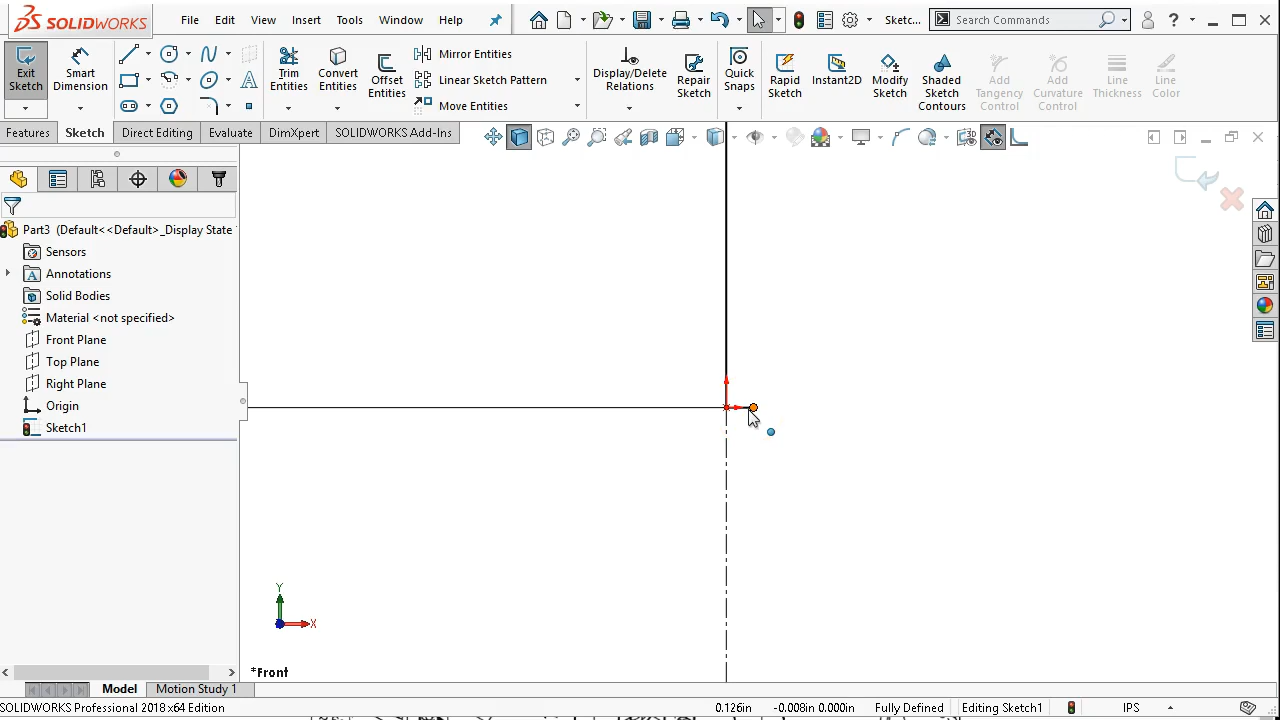 SOLIDWORKS File Edit View Insert Tools Window Help Sketc... Search Commands ?
Exit Sketch
Smart Dimension
Trim Entities
Convert Entities
Offset Entities
Mirror Entities
Linear Sketch Pattern
Move Entities
Display/Delete Relations
Repair Sketch
Quick Snaps
Rapid Sketch
Instant2D
Modify Sketch
Shaded Sketch Contours
Add Tangency Control
Add Curvature Control
Line Thickness
Line Color
Features Sketch Direct Editing Evaluate DimXpert SOLIDWORKS Add-Ins
Part3 (Default<<Default>_Display State
Sensors
Annotations
Solid Bodies
Material <not specified>
Front Plane
Top Plane
Right Plane
Origin
Sketch1
Y
X
*Front
Model Motion Study 1
SOLIDWORKS Professional 2018 x64 Edition 0.126in -0.008in 0.000in Fully Defined Editing Sketch1 IPS